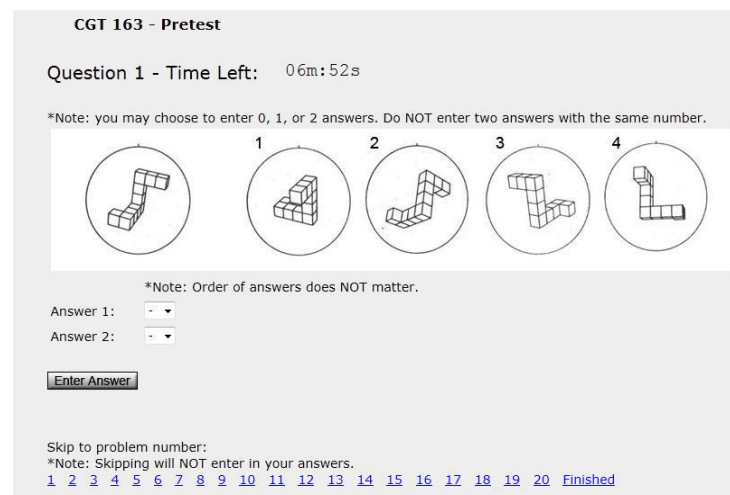 CGT 163 - Pretest
Question 1 - Time Left: 06m:52s
*Note: you may choose to enter 0, 1, or 2 answers. Do NOT enter two answers with the same number.
1 2 3 4
*Note: Order of answers does NOT matter.
Answer 1: -
Answer 2: -
Enter Answer
Skip to problem number:
*Note: Skipping will NOT enter in your answers.
1 2 3 4 5 6 7 8 9 10 11 12 13 14 15 16 17 18 19 20 Finished